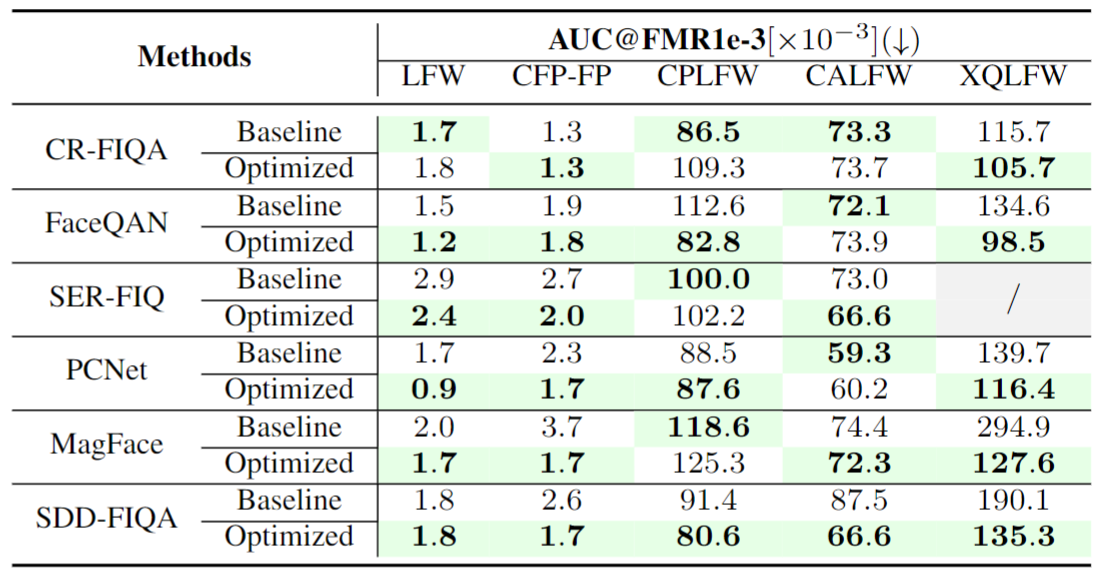 Methods AUC@FMR1e-3[×10⁻³](↓)
LFW CFP-FP CPLFW CALFW XQLFW
CR-FIQA Baseline 1.7 1.3 86.5 73.3 115.7
Optimized 1.8 1.3 109.3 73.7 105.7
FaceQAN Baseline 1.5 1.9 112.6 72.1 134.6
Optimized 1.2 1.8 82.8 73.9 98.5
SER-FIQ Baseline 2.9 2.7 100.0 73.0 /
Optimized 2.4 2.0 102.2 66.6
PCNet Baseline 1.7 2.3 88.5 59.3 139.7
Optimized 0.9 1.7 87.6 60.2 116.4
MagFace Baseline 2.0 3.7 118.6 74.4 294.9
Optimized 1.7 1.7 125.3 72.3 127.6
SDD-FIQA Baseline 1.8 2.6 91.4 87.5 190.1
Optimized 1.8 1.7 80.6 66.6 135.3